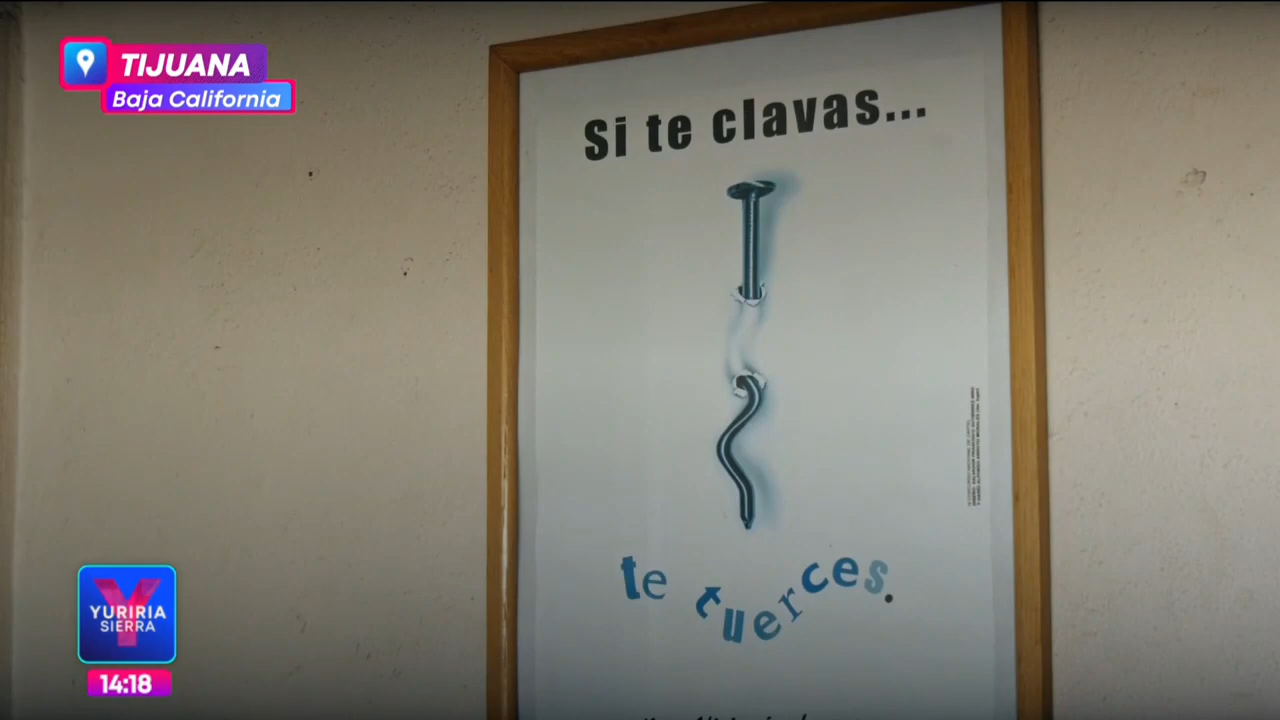 TIJUANA
Baja California
Si te clavas...
te tuerces.
YURIRIA
SIERRA
14:18